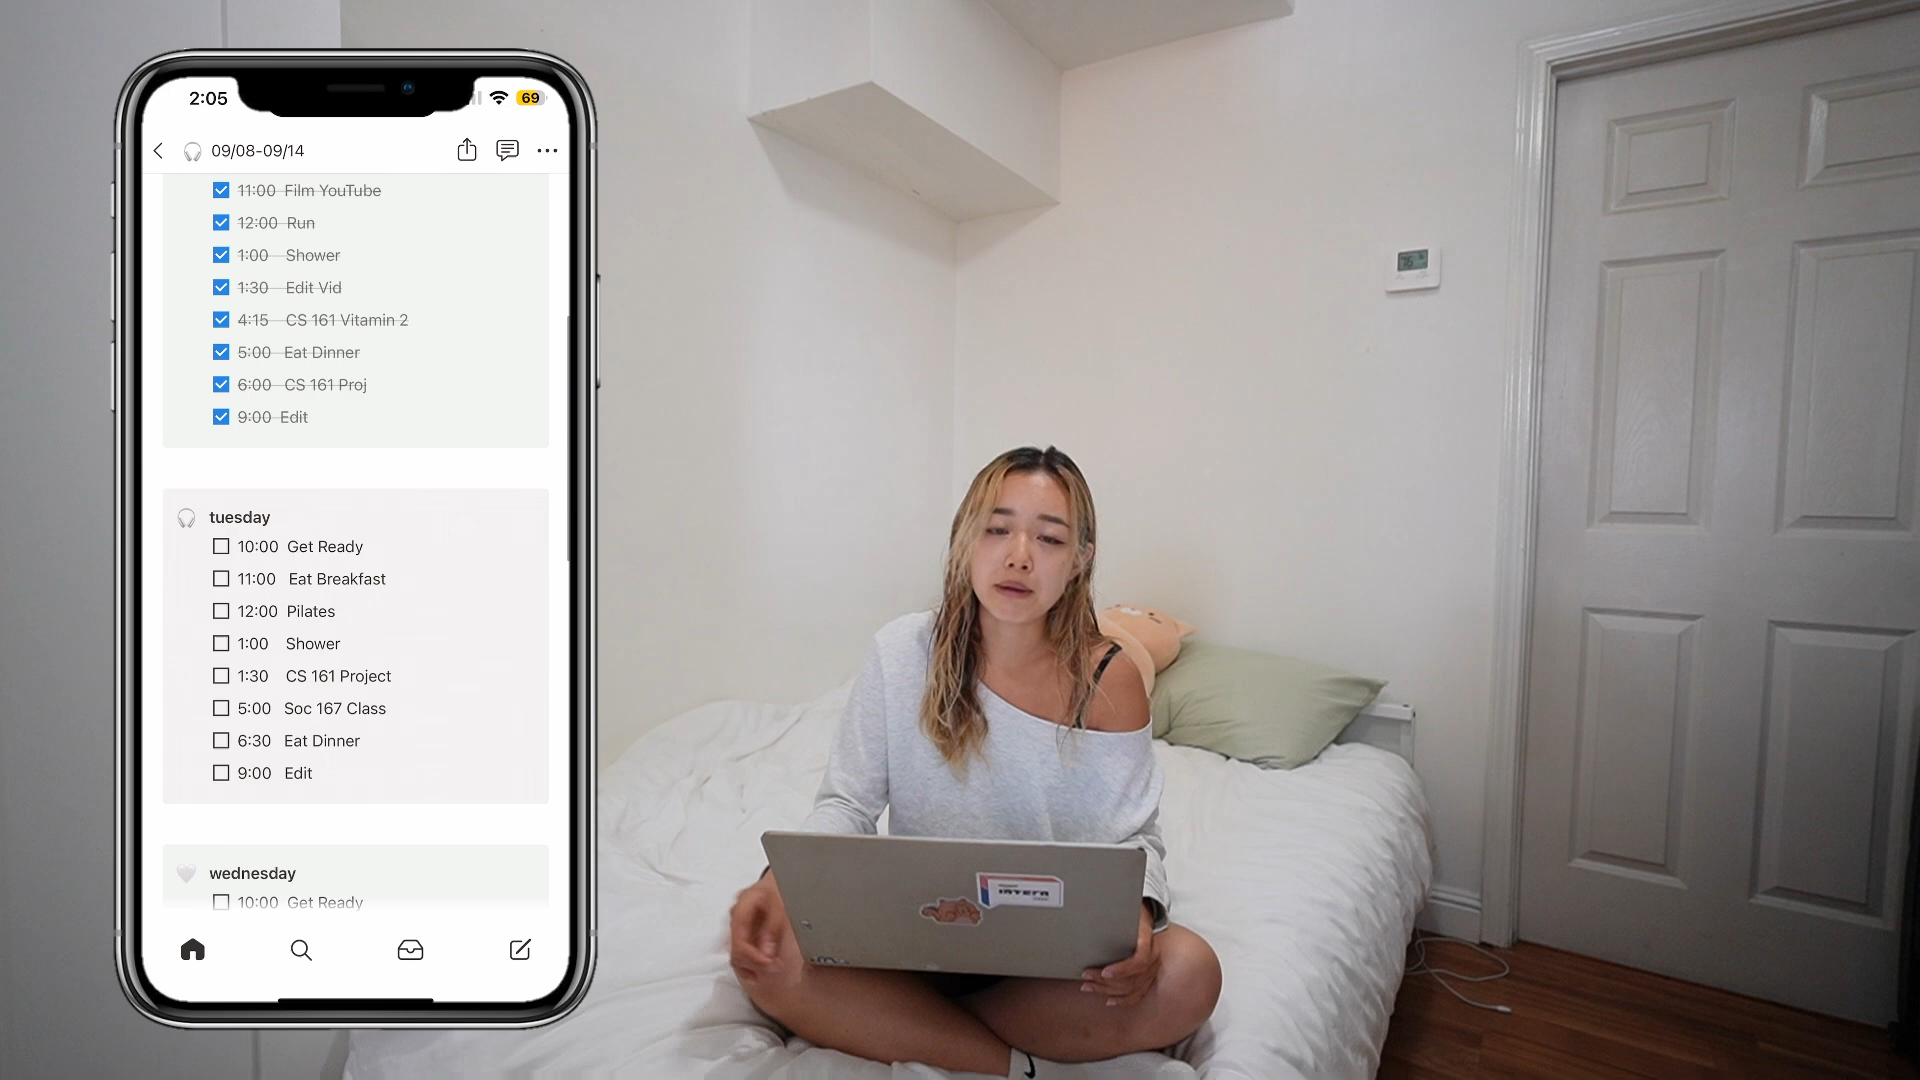 2:05
69
09/08-09/14
11:00 Film YouTube
12:00 Run
1:00 Shower
1:30 Edit Vid
4:15 CS 161 Vitamin 2
5:00 Eat Dinner
6:00 CS 161 Proj
9:00 Edit
tuesday
10:00 Get Ready
11:00 Eat Breakfast
12:00 Pilates
1:00 Shower
1:30 CS 161 Project
5:00 Soc 167 Class
6:30 Eat Dinner
9:00 Edit
wednesday
10:00 Get Ready